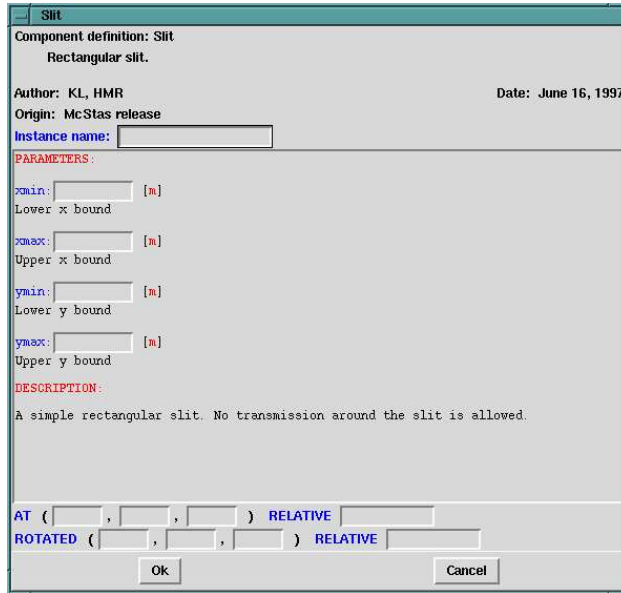 Slit
Component definition: Slit
Rectangular slit.
Author: KL, HMR Date: June 16, 1997
Origin: McStas release
Instance name:
PARAMETERS:
xmin: [m]
Lower x bound
xmax: [m]
Upper x bound
ymin: [m]
Lower y bound
ymax: [m]
Upper y bound
DESCRIPTION:
A simple rectangular slit. No transmission around the slit is allowed.
AT ( , , ) RELATIVE
ROTATED ( , , ) RELATIVE
Ok Cancel